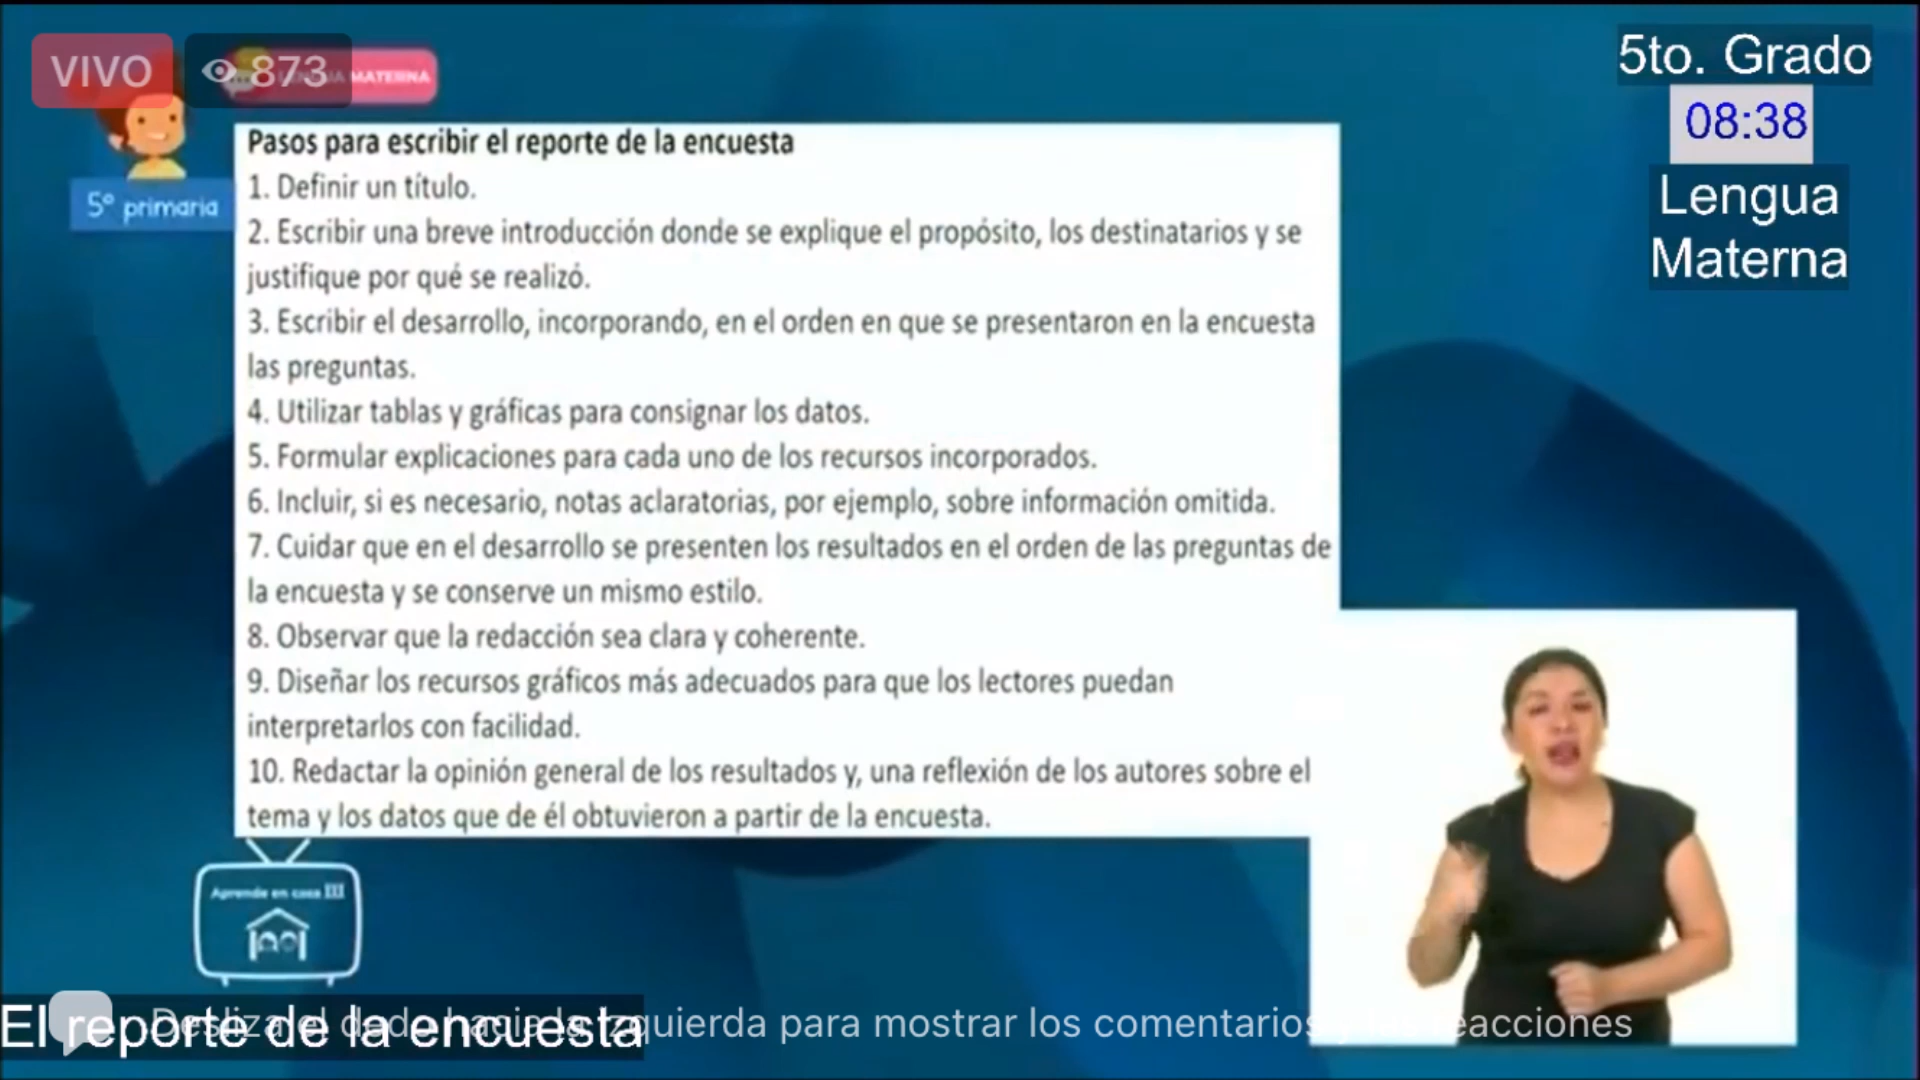 VIVO
873
MATERNA
5to. Grado
08:38
Lengua
Materna
5° primaria
Pasos para escribir el reporte de la encuesta
1. Definir un título.
2. Escribir una breve introducción donde se explique el propósito, los destinatarios y se
justifique por qué se realizó.
3. Escribir el desarrollo, incorporando, en el orden en que se presentaron en la encuesta
las preguntas.
4. Utilizar tablas y gráficas para consignar los datos.
5. Formular explicaciones para cada uno de los recursos incorporados.
6. Incluir, si es necesario, notas aclaratorias, por ejemplo, sobre información omitida.
7. Cuidar que en el desarrollo se presenten los resultados en el orden de las preguntas de
la encuesta y se conserve un mismo estilo.
8. Observar que la redacción sea clara y coherente.
9. Diseñar los recursos gráficos más adecuados para que los lectores puedan
interpretarlos con facilidad.
10. Redactar la opinión general de los resultados y, una reflexión de los autores sobre el
tema y los datos que de él obtuvieron a partir de la encuesta.
Aprende en casa III
El reporte de la encuesta
Desliza el dedo hacia la izquierda para mostrar los comentarios y las reacciones